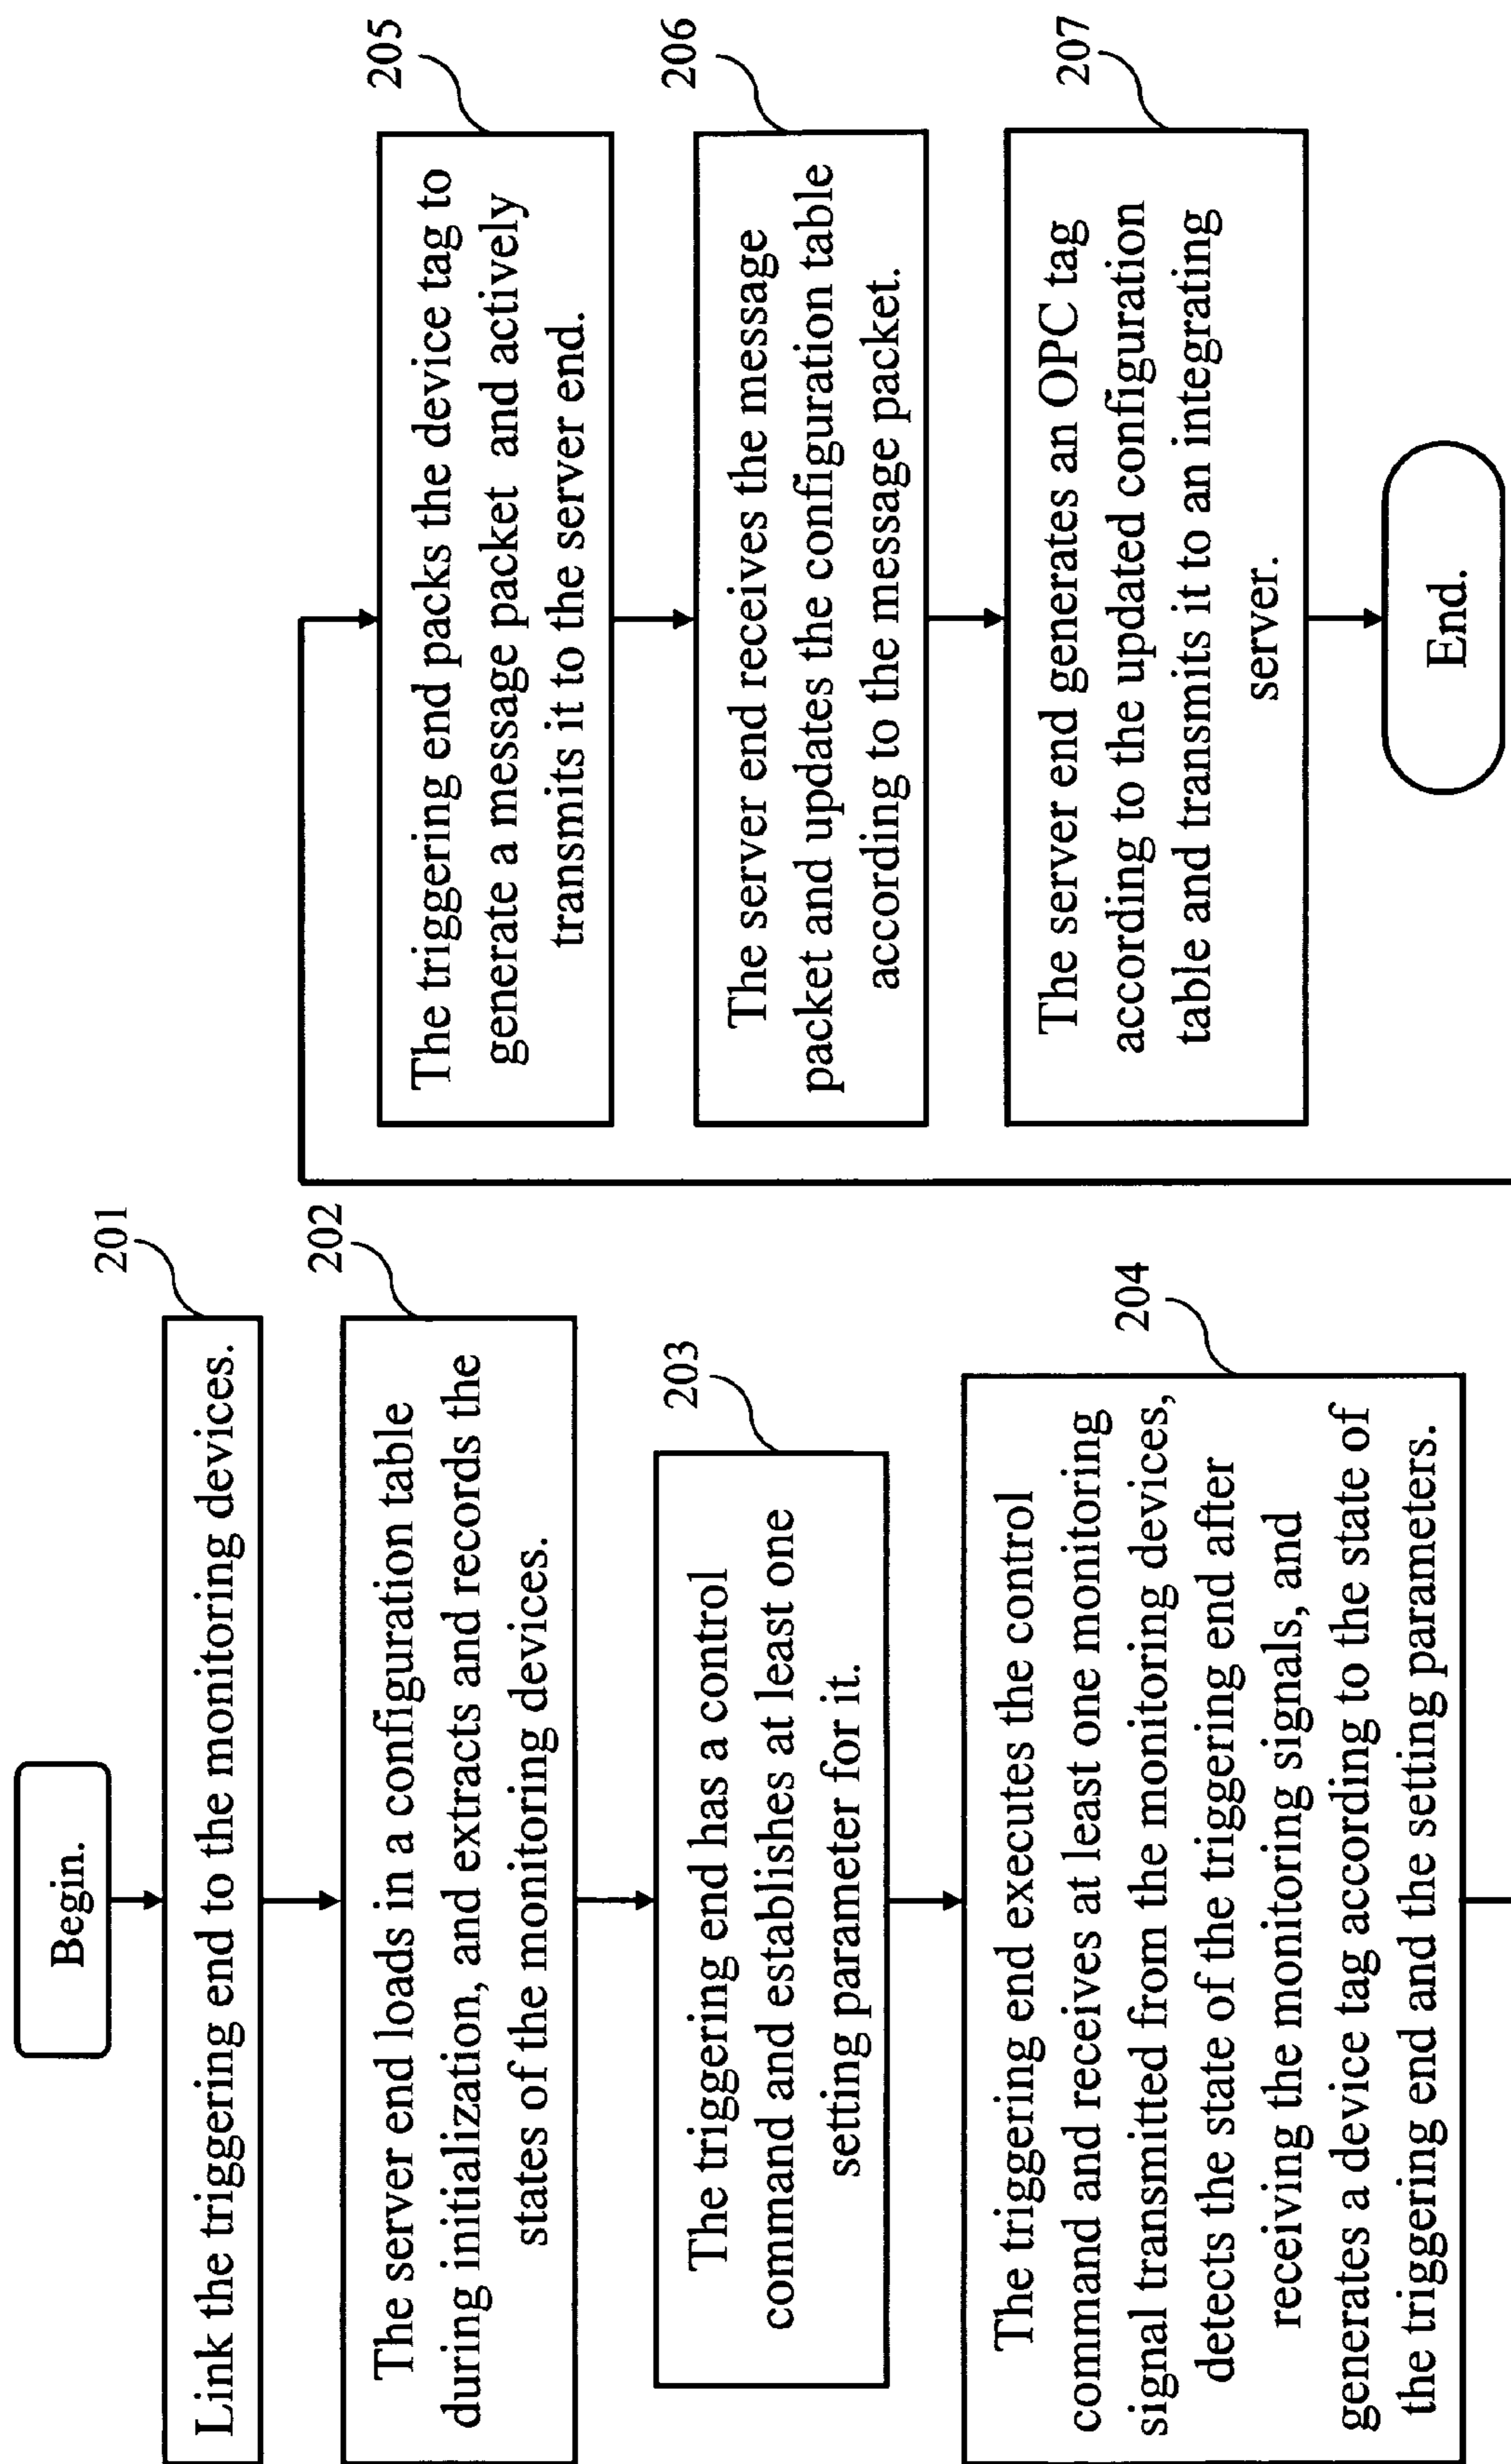 Begin.
201
Link the triggering end to the monitoring devices.
202
The server end loads in a configuration table
during initialization, and extracts and records the
states of the monitoring devices.
203
The triggering end has a control
command and establishes at least one
setting parameter for it.
204
The triggering end executes the control
command and receives at least one monitoring
signal transmitted from the monitoring devices,
detects the state of the triggering end after
receiving the monitoring signals, and
generates a device tag according to the state of
the triggering end and the setting parameters.
205
The triggering end packs the device tag to
generate a message packet and actively
transmits it to the server end.
206
The server end receives the message
packet and updates the configuration table
according to the message packet.
207
The server end generates an OPC tag
according to the updated configuration
table and transmits it to an integrating
server.
End.